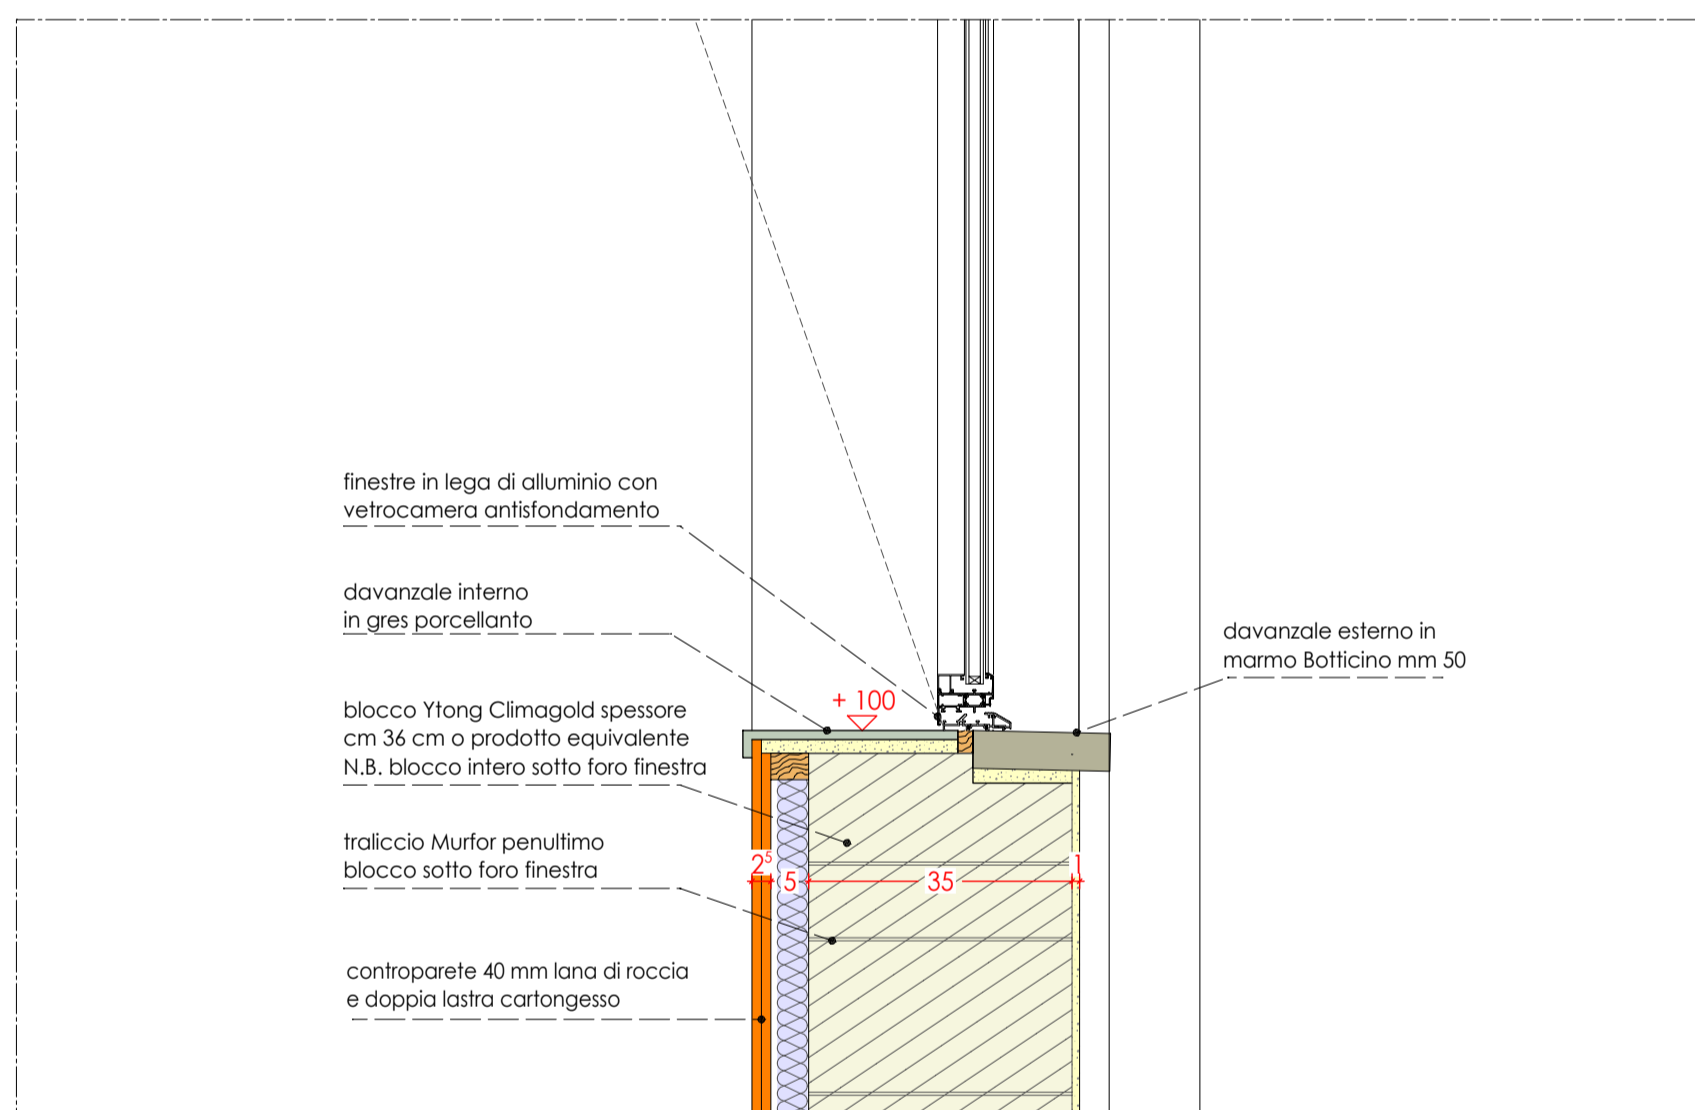 finestre in lega di alluminio con
vetrocamera antisfondamento
davanzale interno
in gres porcellanto
davanzale esterno in
marmo Botticino mm 50
+ 100
blocco Ytong Climagold spessore
cm 36 cm o prodotto equivalente
N.B. blocco intero sotto foro finestra
traliccio Murfor penultimo
blocco sotto foro finestra
2⁵
5
35
1
controparete 40 mm lana di roccia
e doppia lastra cartongesso